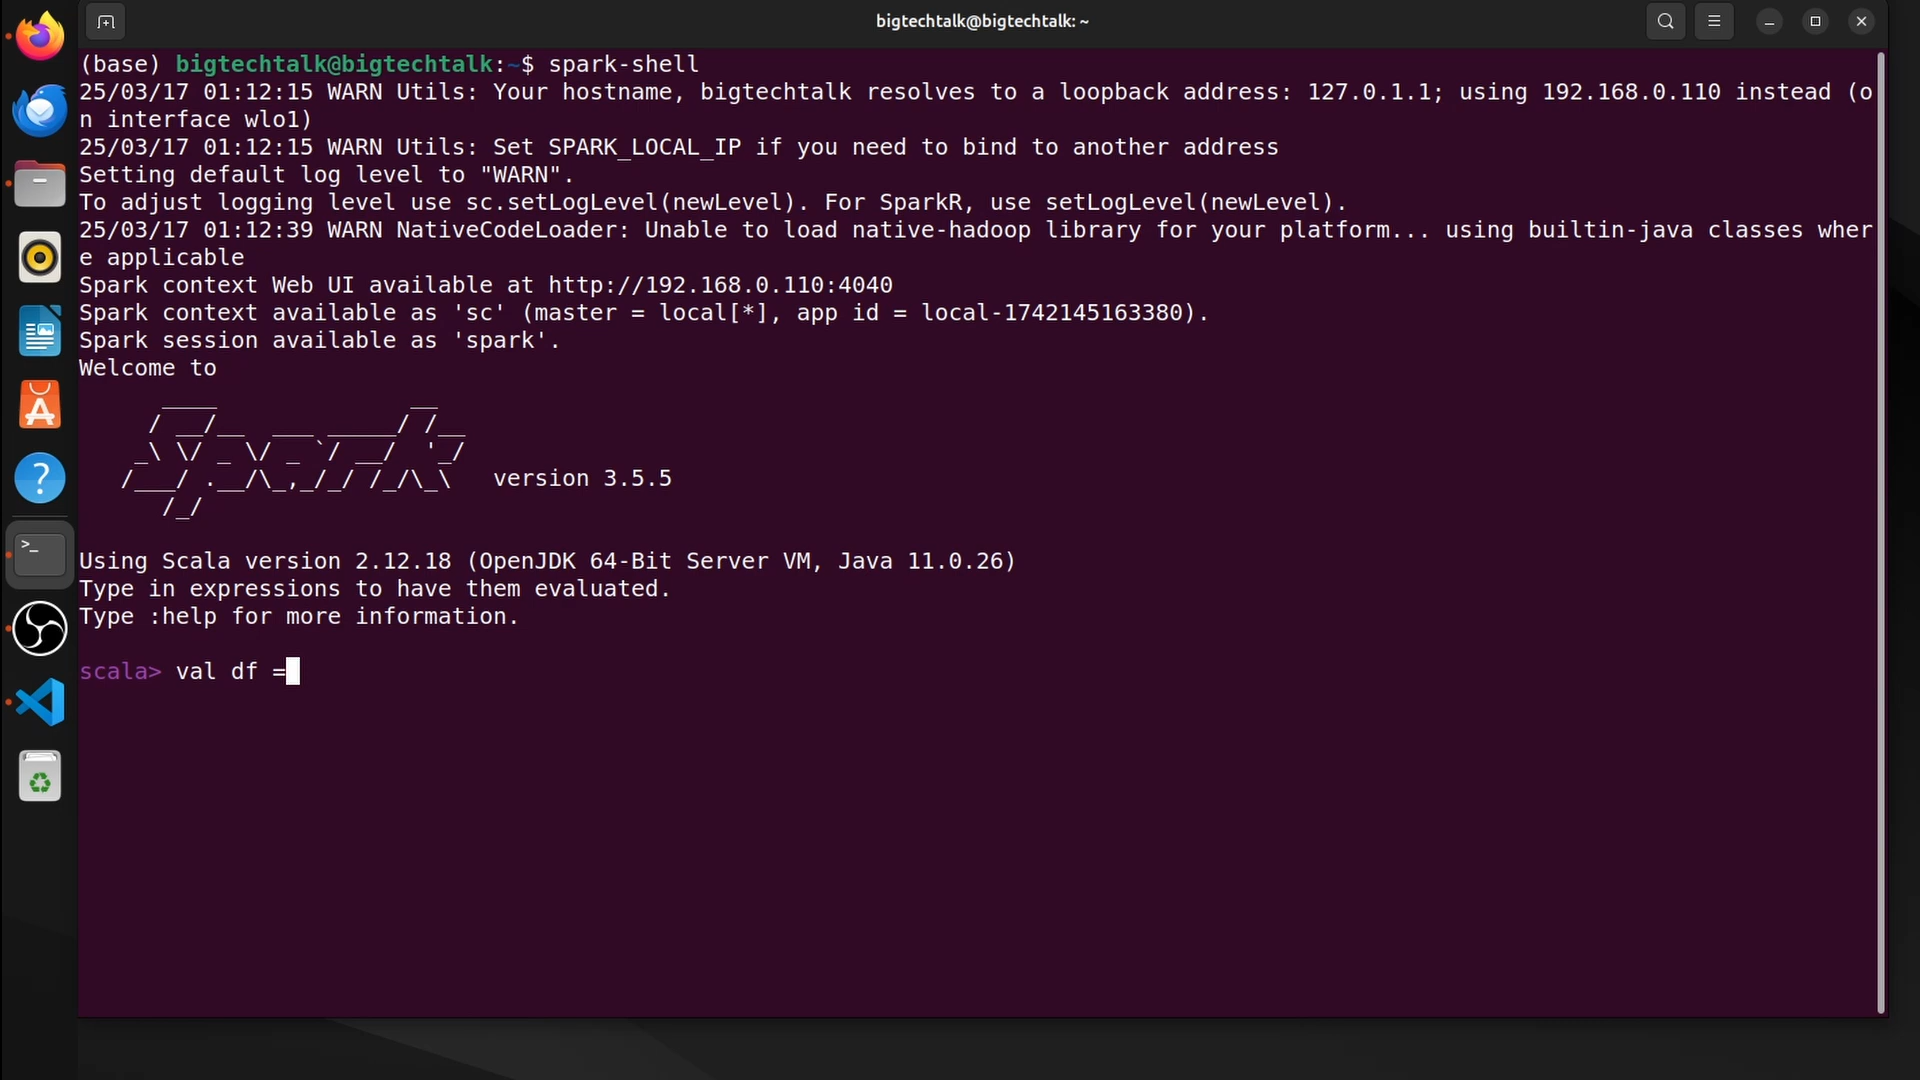 bigtechtalk@bigtechtalk: ~
(base) bigtechtalk@bigtechtalk:~$ spark-shell
25/03/17 01:12:15 WARN Utils: Your hostname, bigtechtalk resolves to a loopback address: 127.0.1.1; using 192.168.0.110 instead (o
n interface wlo1)
25/03/17 01:12:15 WARN Utils: Set SPARK_LOCAL_IP if you need to bind to another address
Setting default log level to "WARN".
To adjust logging level use sc.setLogLevel(newLevel). For SparkR, use setLogLevel(newLevel).
25/03/17 01:12:39 WARN NativeCodeLoader: Unable to load native-hadoop library for your platform... using builtin-java classes wher
e applicable
Spark context Web UI available at http://192.168.0.110:4040
Spark context available as 'sc' (master = local[*], app id = local-1742145163380).
Spark session available as 'spark'.
Welcome to
      ____              __
     / __/__  ___ _____/ /__
    _\ \/ _ \/ _ `/ __/  '_/
   /___/ .__/\_,_/_/ /_/\_\   version 3.5.5
      /_/
Using Scala version 2.12.18 (OpenJDK 64-Bit Server VM, Java 11.0.26)
Type in expressions to have them evaluated.
Type :help for more information.
scala> val df =